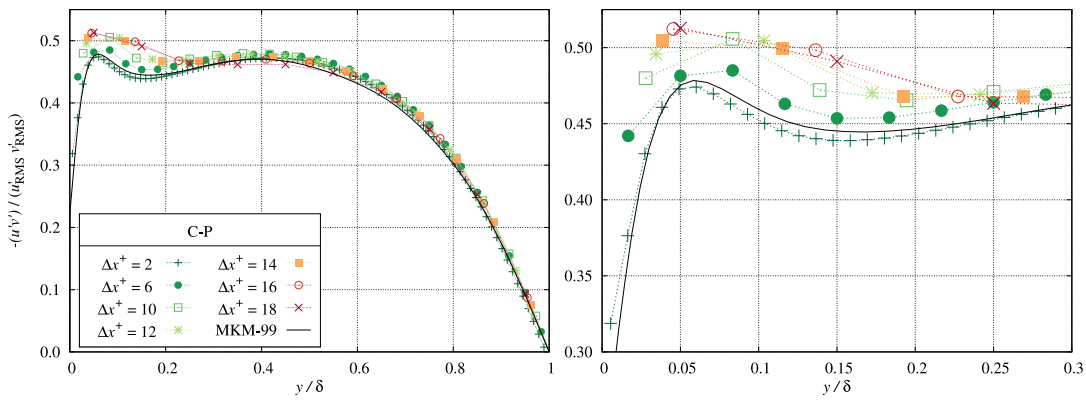 -⟨u'v'⟩ / (u'RMS v'RMS)
0.5
0.4
0.3
0.2
0.1
0.0
0 0.2 0.4 0.6 0.8 1
y/δ
C-P
Δx⁺ = 2 Δx⁺ = 14
Δx⁺ = 6 Δx⁺ = 16
Δx⁺ = 10 Δx⁺ = 18
Δx⁺ = 12 MKM-99
0.50
0.45
0.40
0.35
0.30
0 0.05 0.1 0.15 0.2 0.25 0.3
y/δ